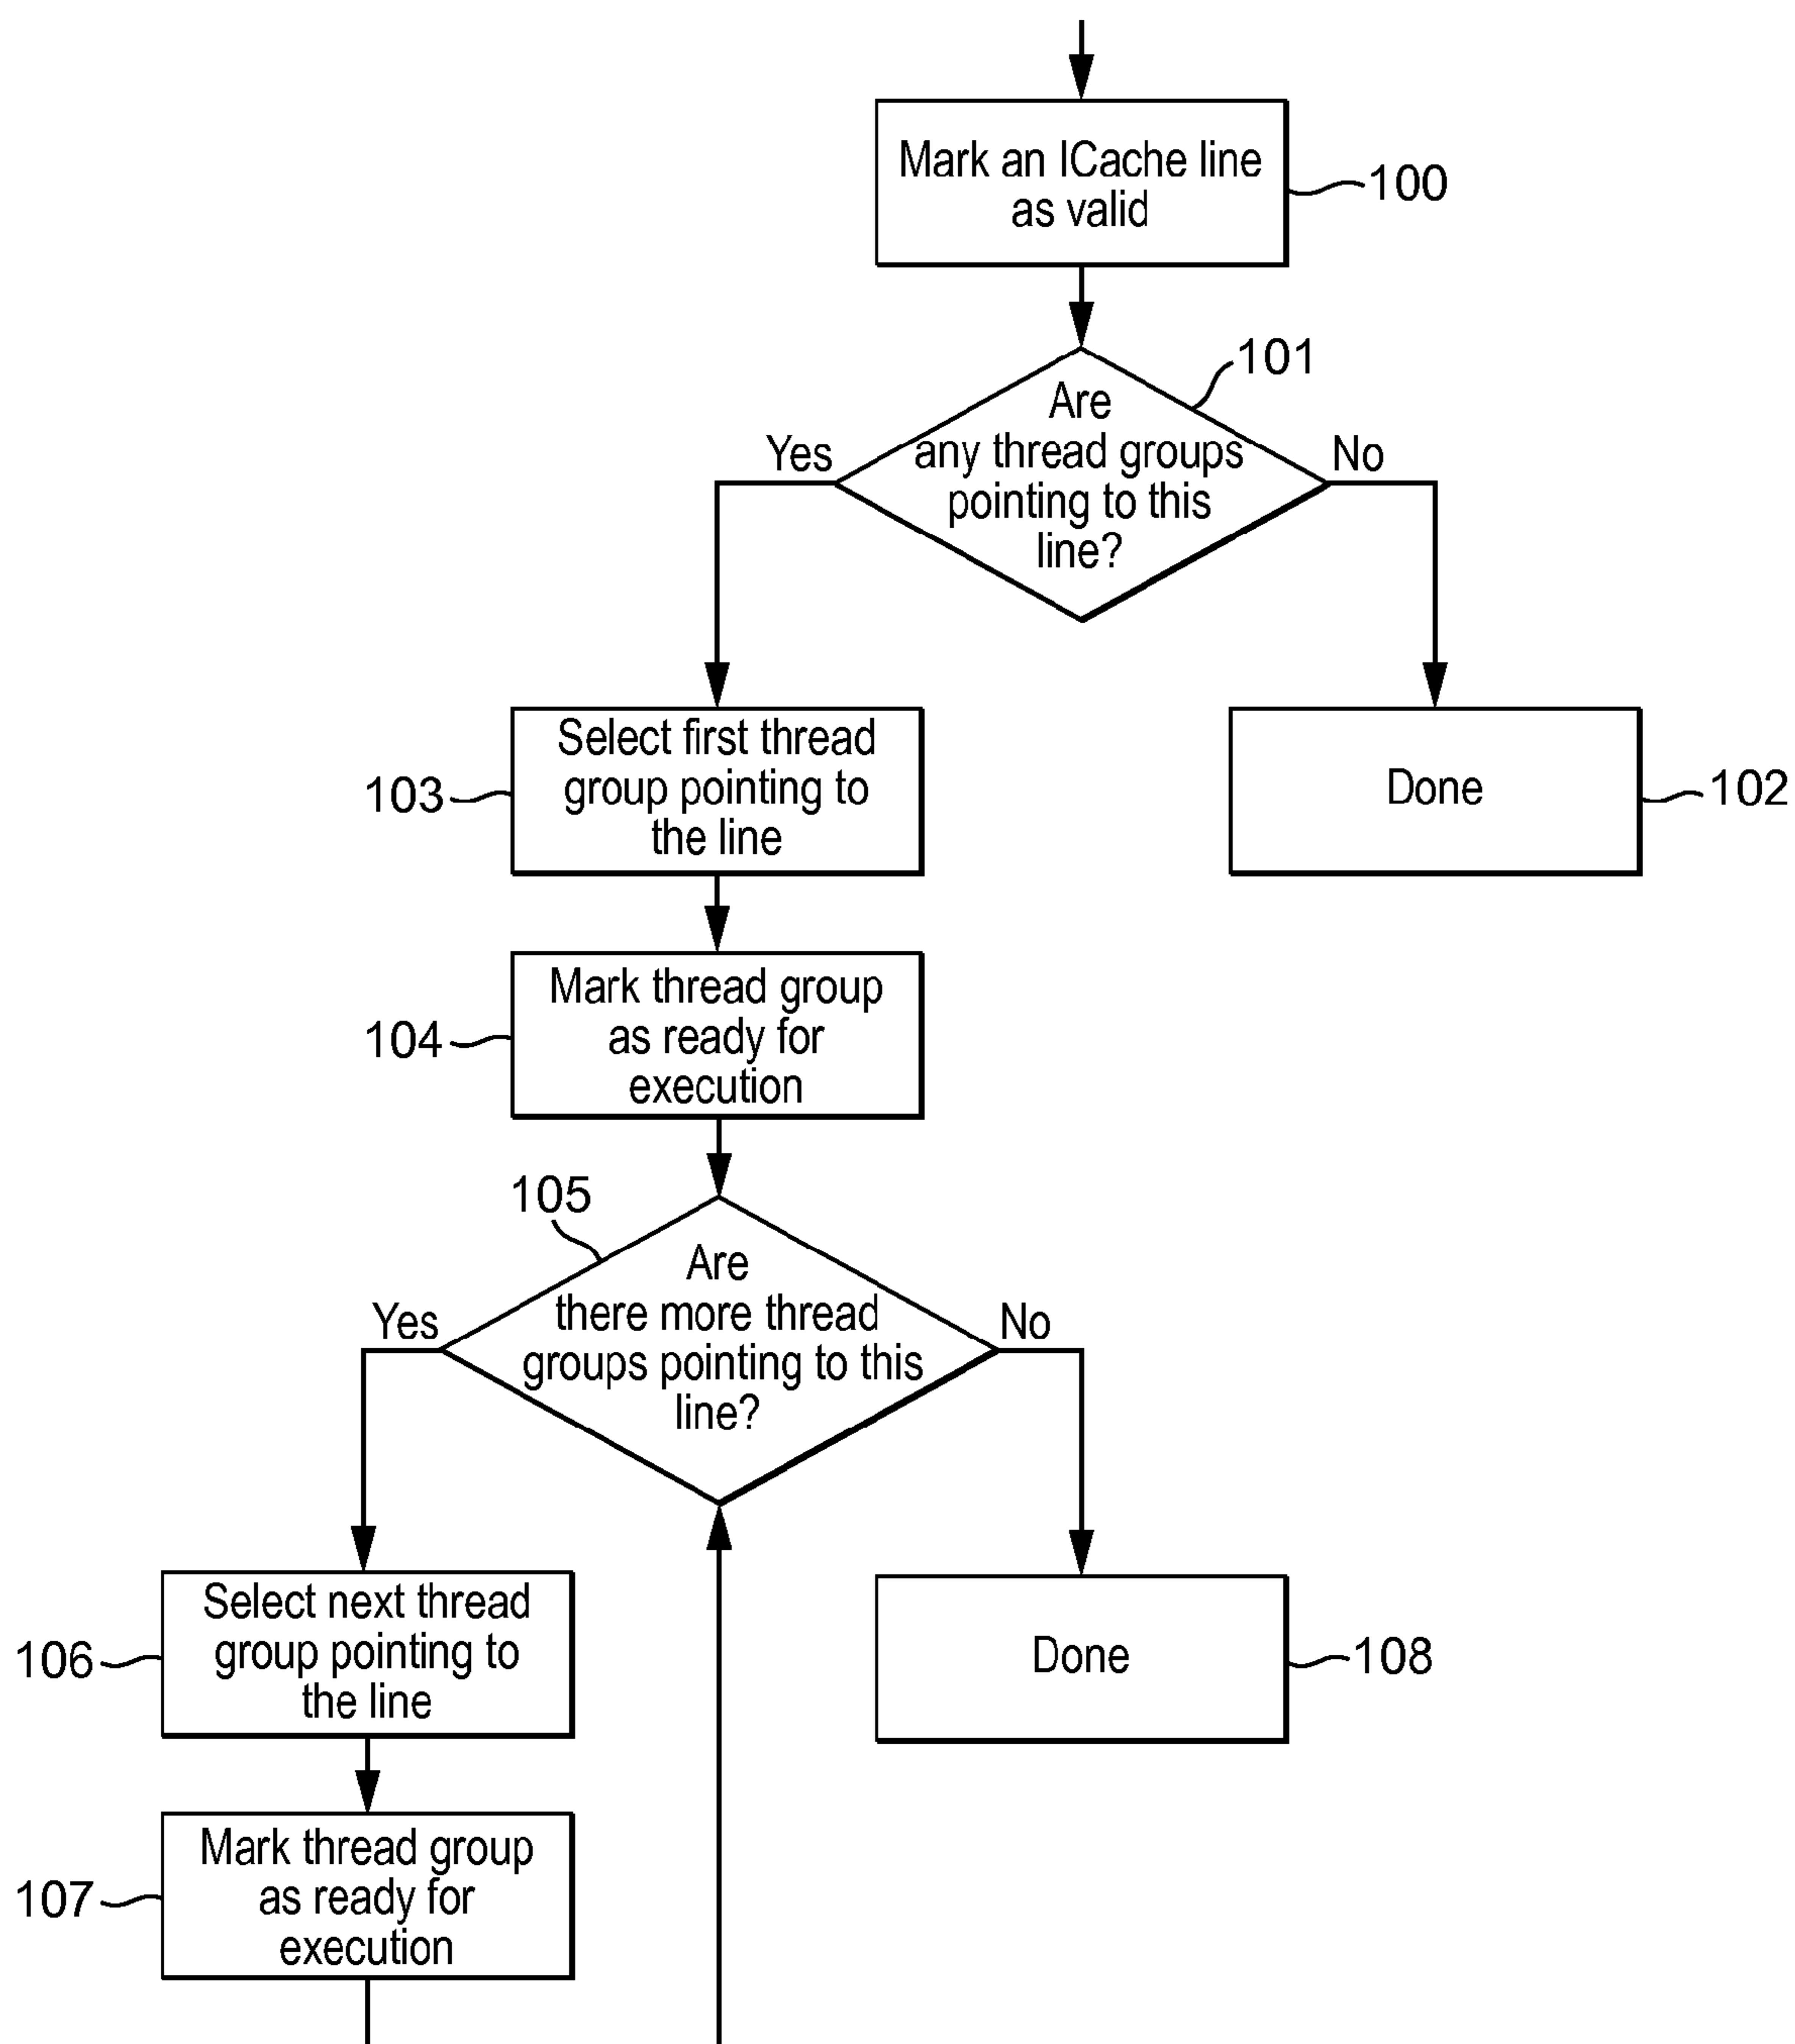 Mark an ICache line
as valid
100
101
Are
any thread groups
pointing to this
line?
Yes
No
Select first thread
group pointing to
the line
103
Done
102
Mark thread group
as ready for
execution
104
105
Are
there more thread
groups pointing to this
line?
Yes
No
Select next thread
group pointing to
the line
106
Done
108
Mark thread group
as ready for
execution
107